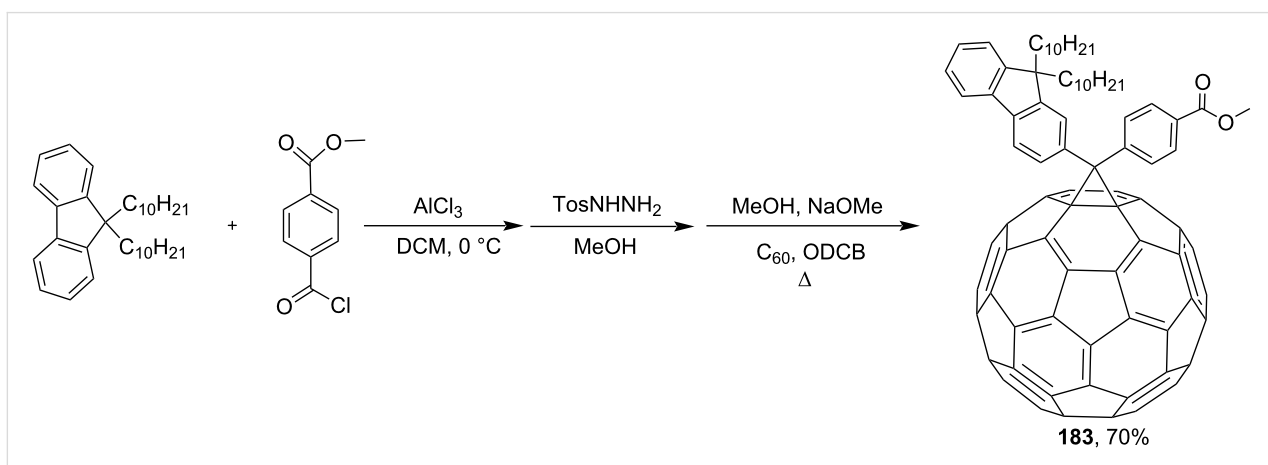 C₁₀H₂₁
C₁₀H₂₁
+
O
O
O
Cl
AlCl₃
DCM, 0 °C
TosNHNH₂
MeOH
MeOH, NaOMe
C₆₀, ODCB
Δ
C₁₀H₂₁
C₁₀H₂₁
O
O
183, 70%